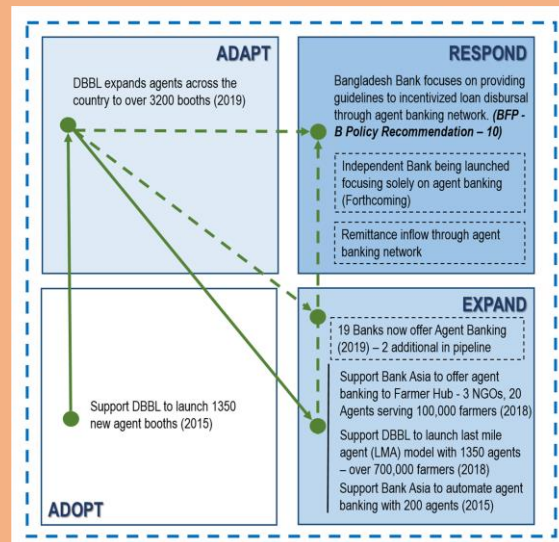 ADAPT
DBBL expands agents across the
country to over 3200 booths (2019)
RESPOND
Bangladesh Bank focuses on providing
guidelines to incentivized loan disbursal
through agent banking network. (BFP -
B Policy Recommendation – 10)
Independent Bank being launched
focusing solely on agent banking
(Forthcoming)
Remittance inflow through agent
banking network
Support DBBL to launch 1350
new agent booths (2015)
ADOPT
EXPAND
19 Banks now offer Agent Banking
(2019) – 2 additional in pipeline
Support Bank Asia to offer agent
banking to Farmer Hub - 3 NGOs, 20
Agents serving 100,000 farmers (2018)
Support DBBL to launch last mile
agent (LMA) model with 1350 agents
– over 700,000 farmers (2018)
Support Bank Asia to automate agent
banking with 200 agents (2015)